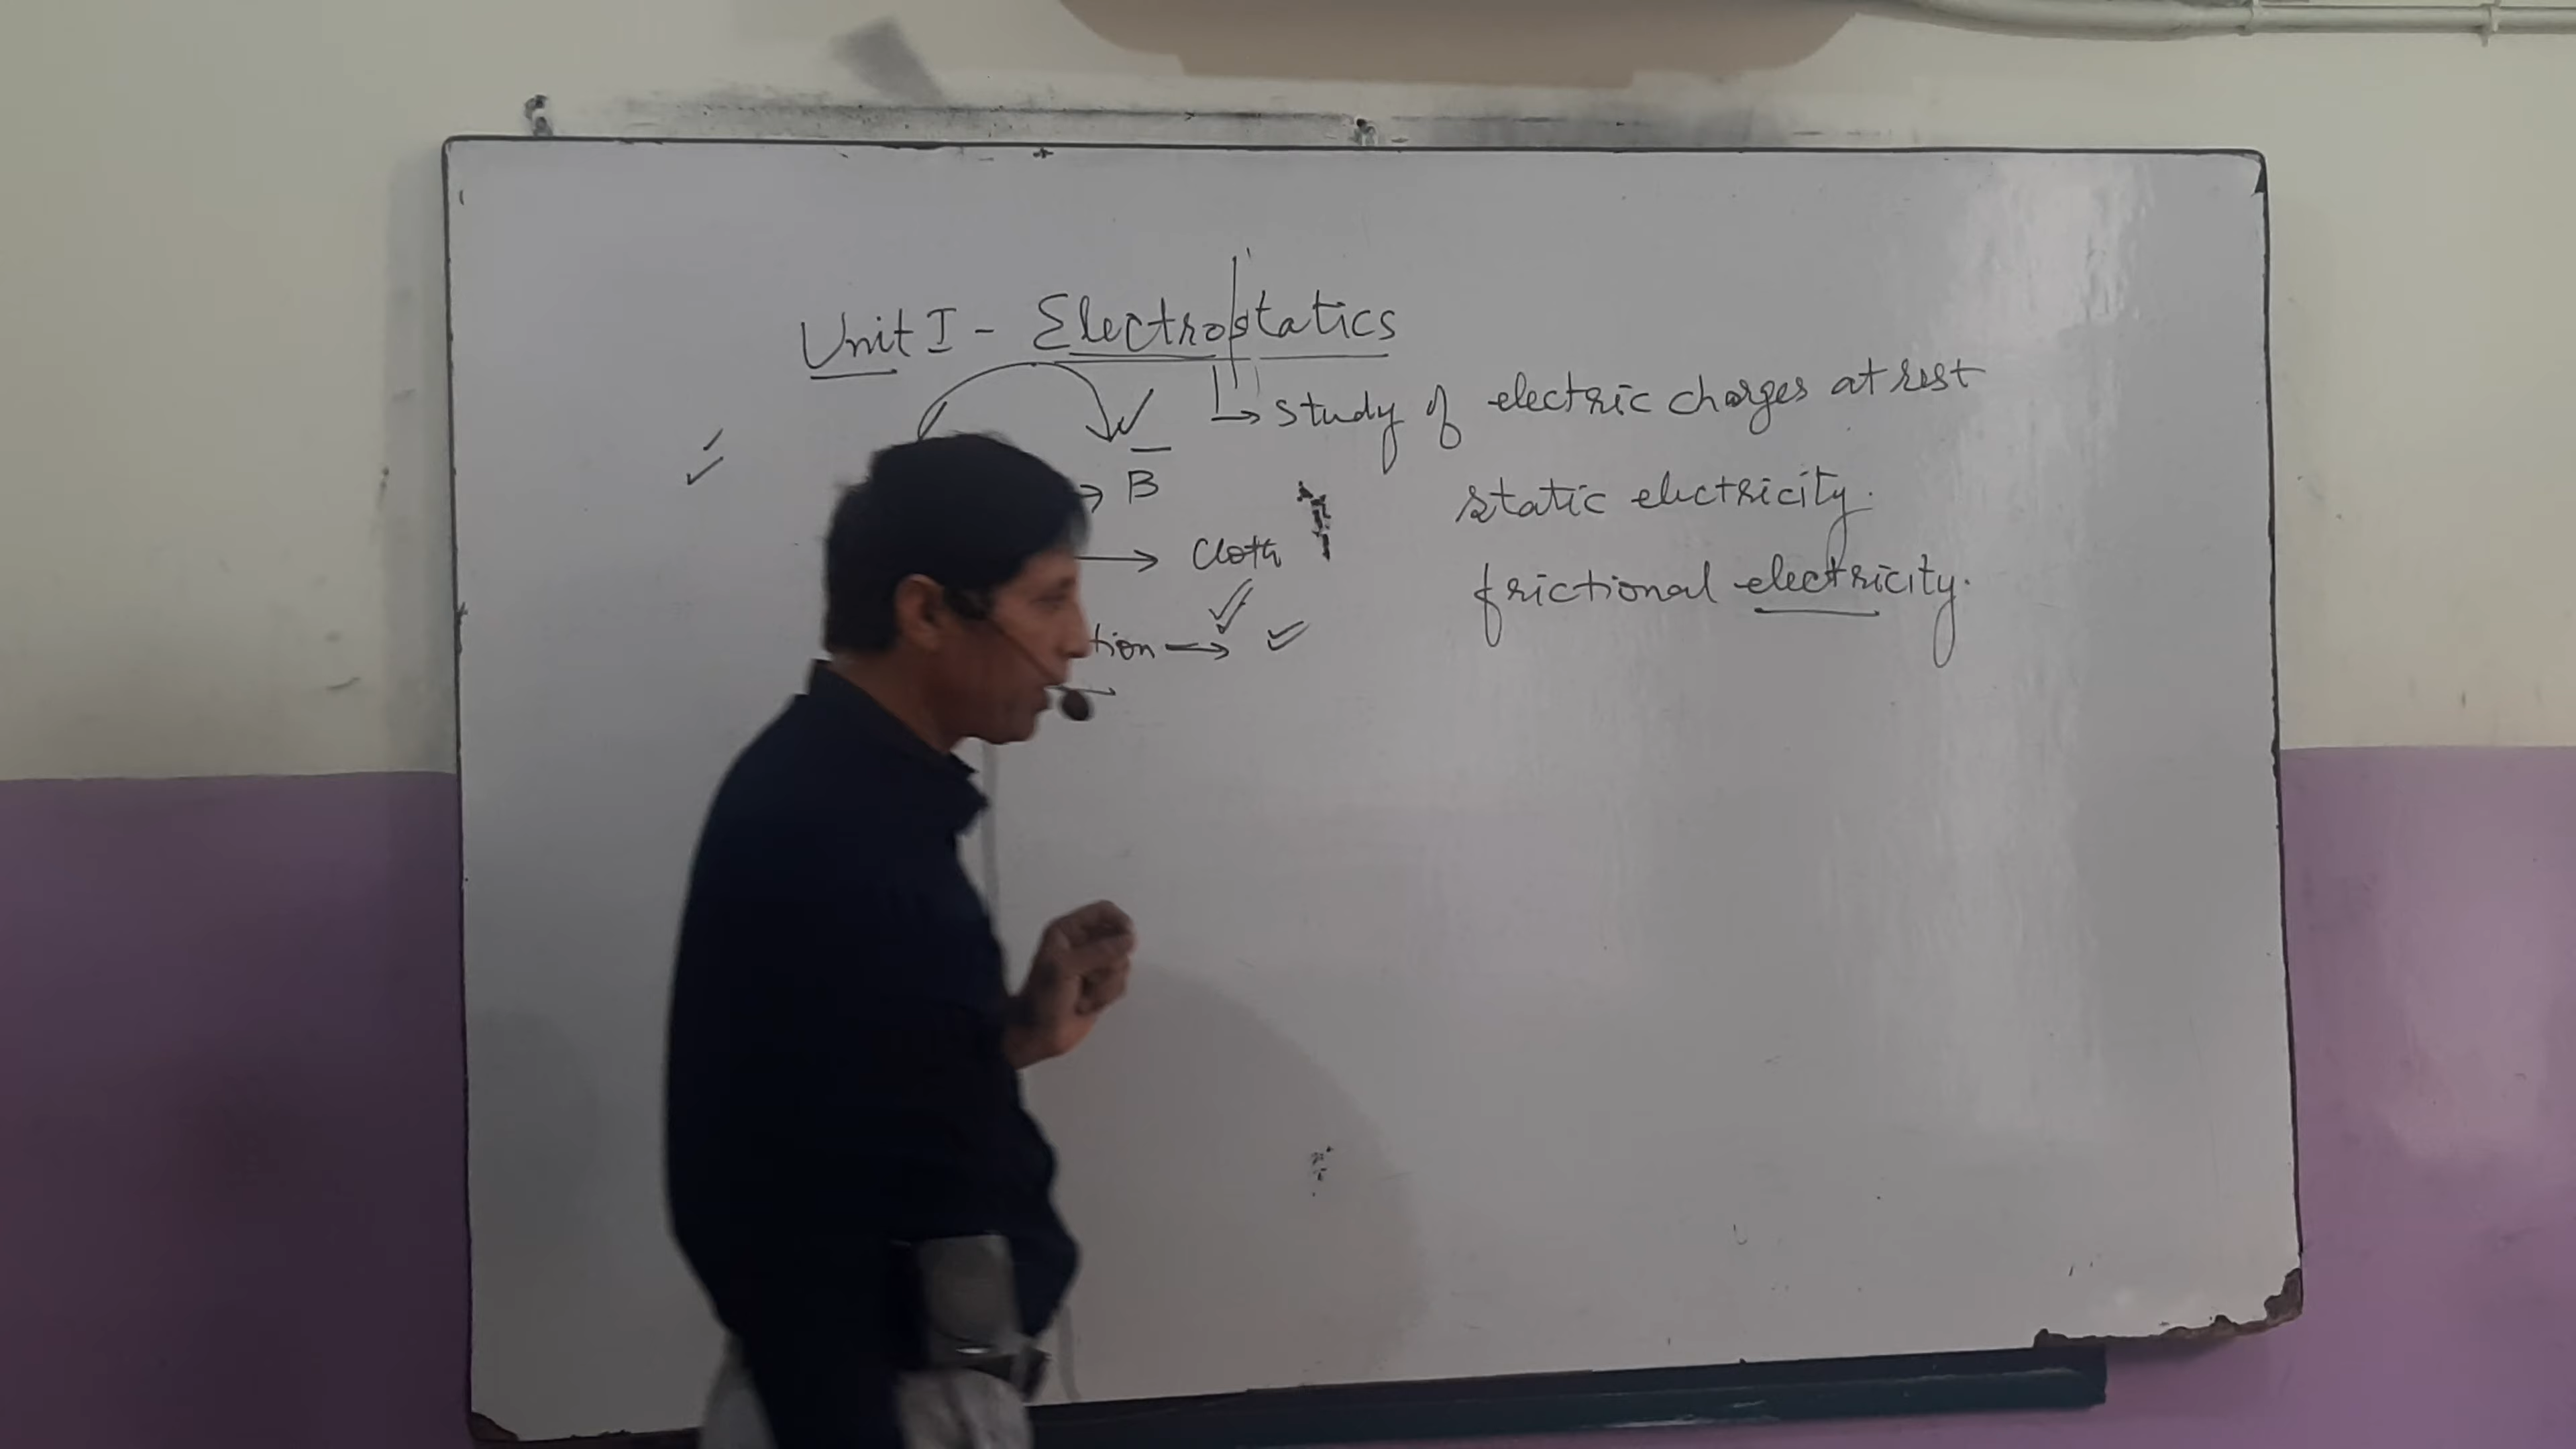 Unit I - Electrostatics
study of electric charges at rest
B
static electricity.
Cloth
frictional electricity.
tion